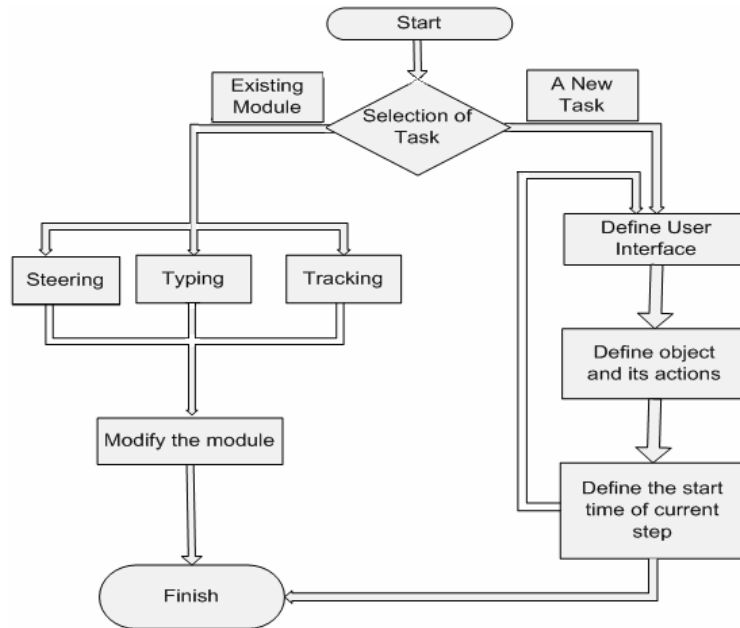 Start
Existing
Module
A New
Task
Selection of
Task
Define User
Interface
Steering
Typing
Tracking
Define object
and its actions
Modify the module
Define the start
time of current
step
Finish